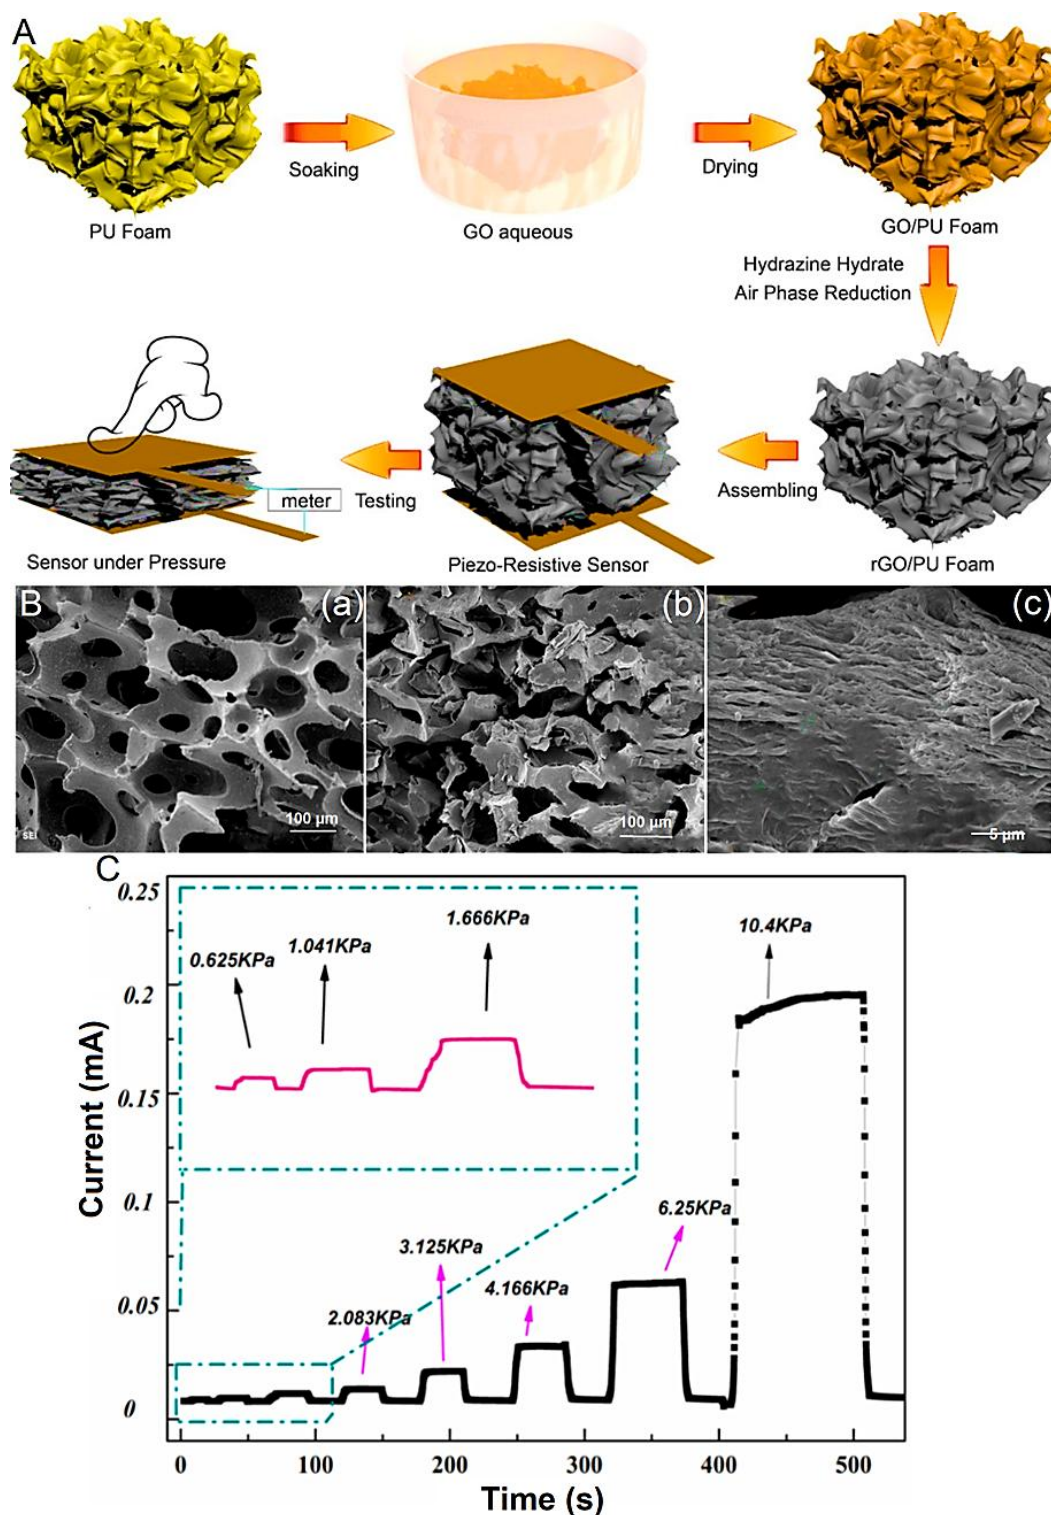 A
PU Foam
Soaking
GO aqueous
Drying
GO/PU Foam
Hydrazine Hydrate
Air Phase Reduction
rGO/PU Foam
Assembling
Piezo-Resistive Sensor
Testing
meter
Sensor under Pressure
B
(a)
SEI
100 µm
(b)
100 µm
(c)
5 µm
C
Current (mA)
0.25
0.2
0.15
0.1
0.05
0
0.625KPa
1.041KPa
1.666KPa
2.083KPa
3.125KPa
4.166KPa
6.25KPa
10.4KPa
0
100
200
300
400
500
Time (s)